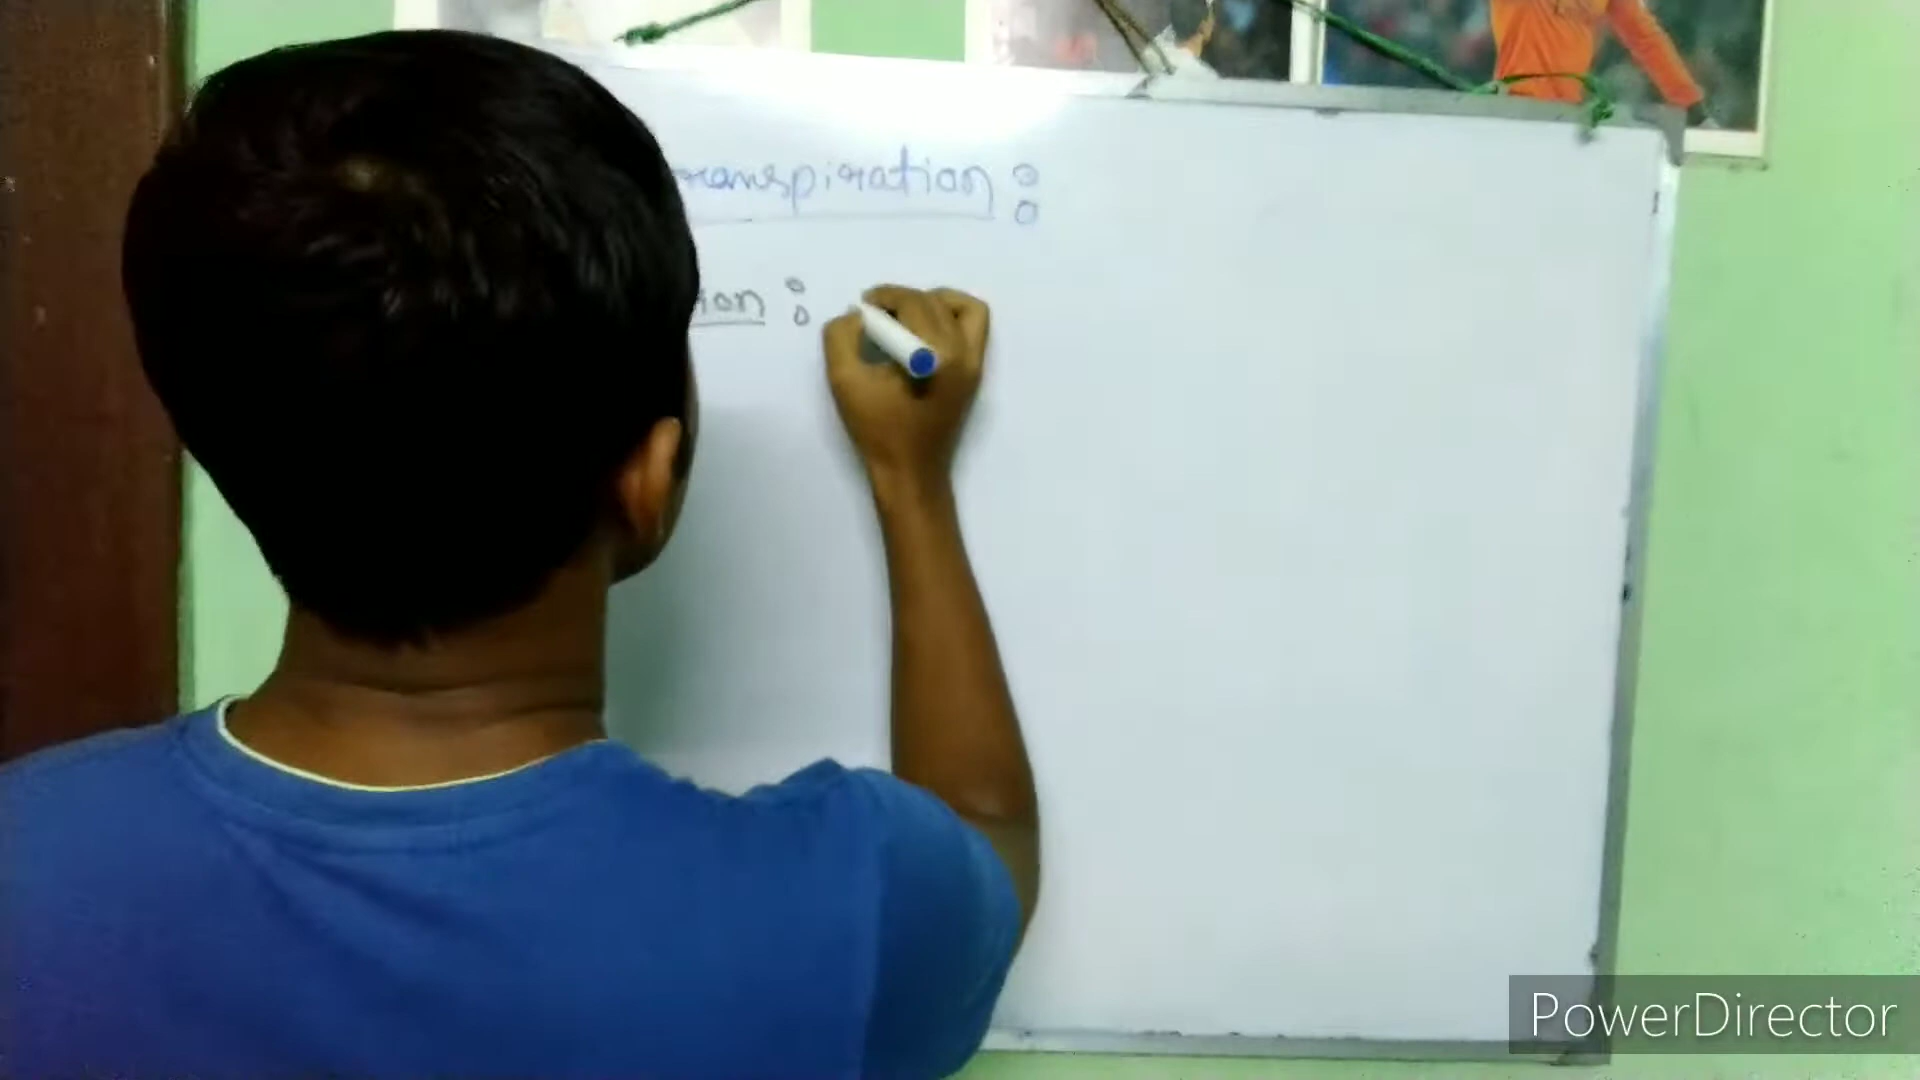 ranspiration :
ion :
PowerDirector